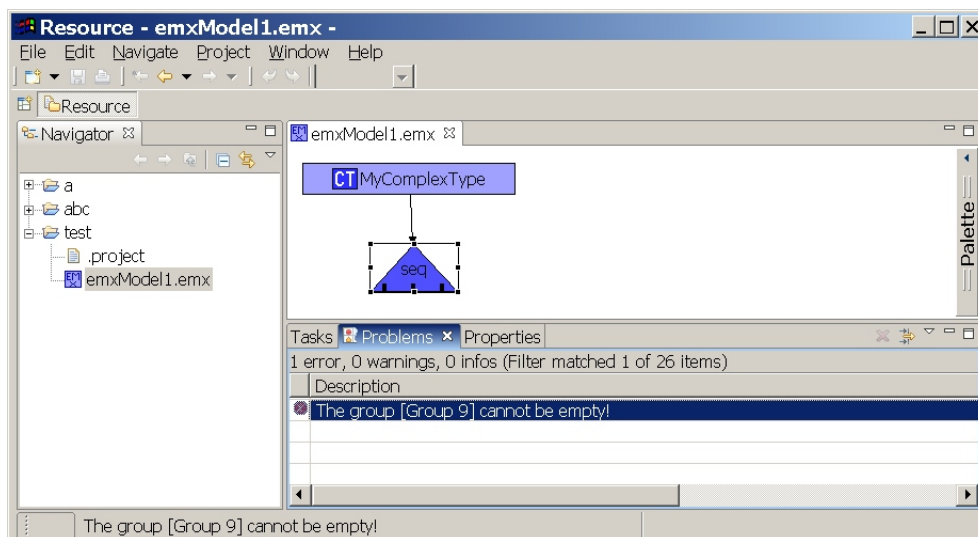 Resource - emxModel1.emx -
File Edit Navigate Project Window Help
Resource
Navigator
emxModel1.emx
CT MyComplexType
a
abc
test
.project
EMX emxModel1.emx
seq
Palette
Tasks Problems Properties
1 error, 0 warnings, 0 infos (Filter matched 1 of 26 items)
Description
The group [Group 9] cannot be empty!
The group [Group 9] cannot be empty!